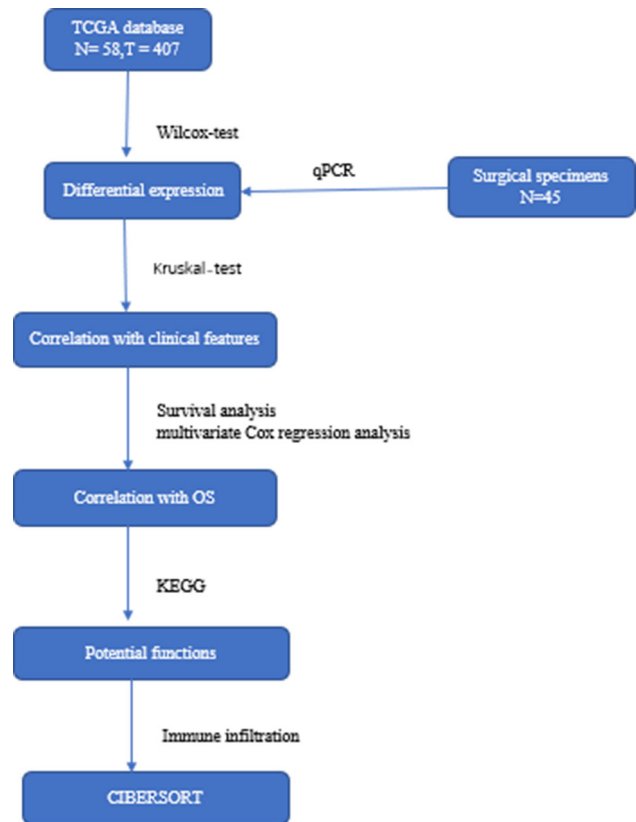 TCGA database
N= 58,T = 407
Wilcox-test
qPCR
Differential expression
Surgical specimens
N=45
Kruskal-test
Correlation with clinical features
Survival analysis
multivariate Cox regression analysis
Correlation with OS
KEGG
Potential functions
Immune infiltration
CIBERSORT